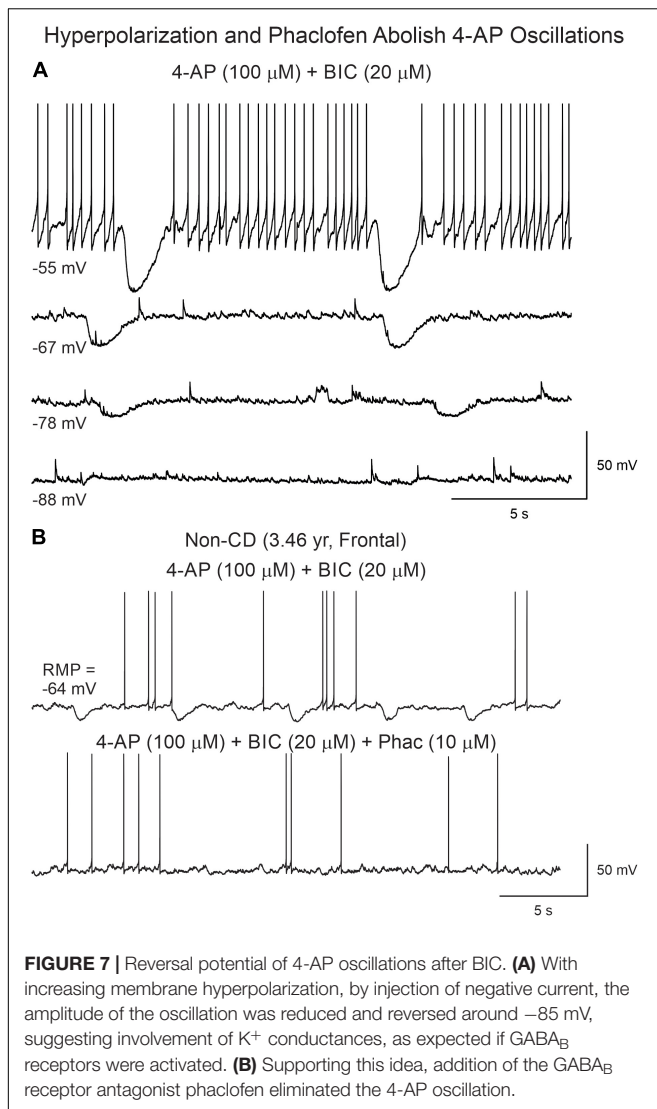 Hyperpolarization and Phaclofen Abolish 4-AP Oscillations
A
4-AP (100 μM) + BIC (20 μM)
-55 mV
-67 mV
-78 mV
-88 mV
50 mV
5 s
B
Non-CD (3.46 yr, Frontal)
4-AP (100 μM) + BIC (20 μM)
RMP =
-64 mV
4-AP (100 μM) + BIC (20 μM) + Phac (10 μM)
50 mV
5 s
FIGURE 7 | Reversal potential of 4-AP oscillations after BIC. (A) With
increasing membrane hyperpolarization, by injection of negative current, the
amplitude of the oscillation was reduced and reversed around −85 mV,
suggesting involvement of K+ conductances, as expected if GABAB
receptors were activated. (B) Supporting this idea, addition of the GABAB
receptor antagonist phaclofen eliminated the 4-AP oscillation.